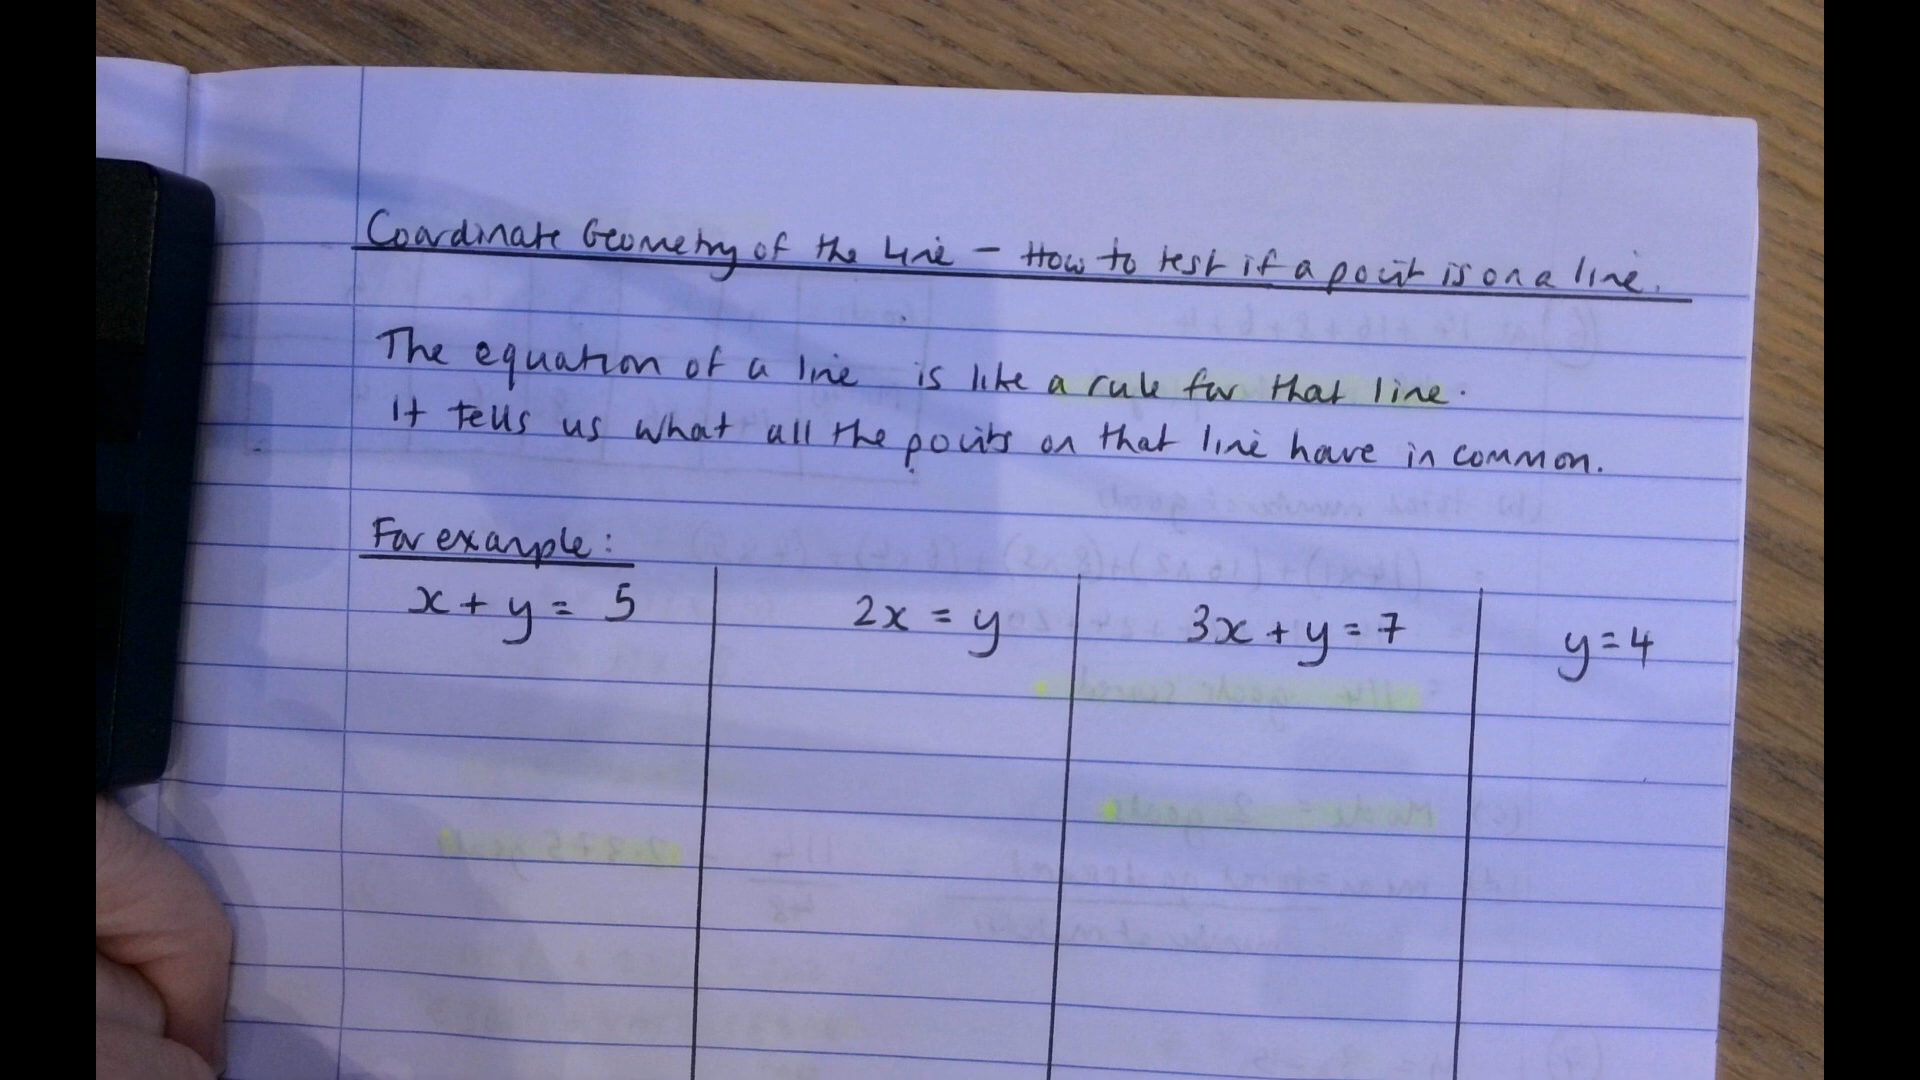 Coordinate Geometry of the Line – How to test if a point is on a line.
The equation of a line is like a rule for that line.
It tells us what all the points on that line have in common.
For example:
x + y = 5
2x = y
3x + y = 7
y = 4